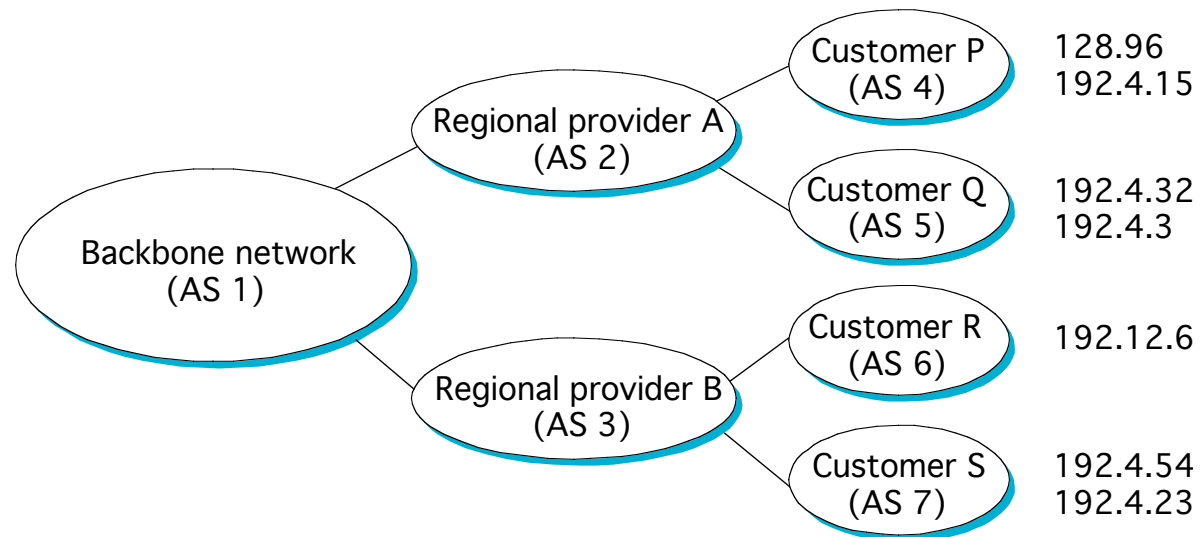 Customer P
(AS 4)
128.96
192.4.15
Regional provider A
(AS 2)
Customer Q
(AS 5)
192.4.32
192.4.3
Backbone network
(AS 1)
Customer R
(AS 6)
192.12.6
Regional provider B
(AS 3)
Customer S
(AS 7)
192.4.54
192.4.23